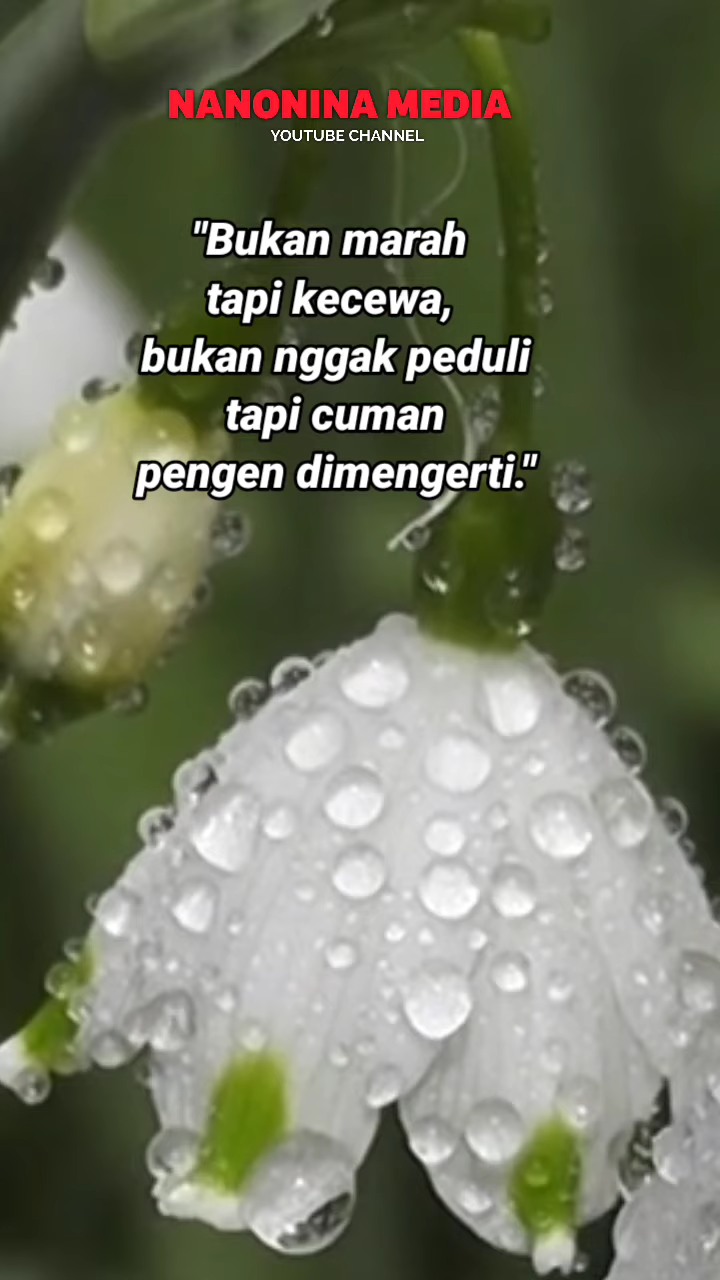 NANONINA MEDIA
YOUTUBE CHANNEL
"Bukan marah
tapi kecewa,
bukan nggak peduli
tapi cuman
pengen dimengerti."